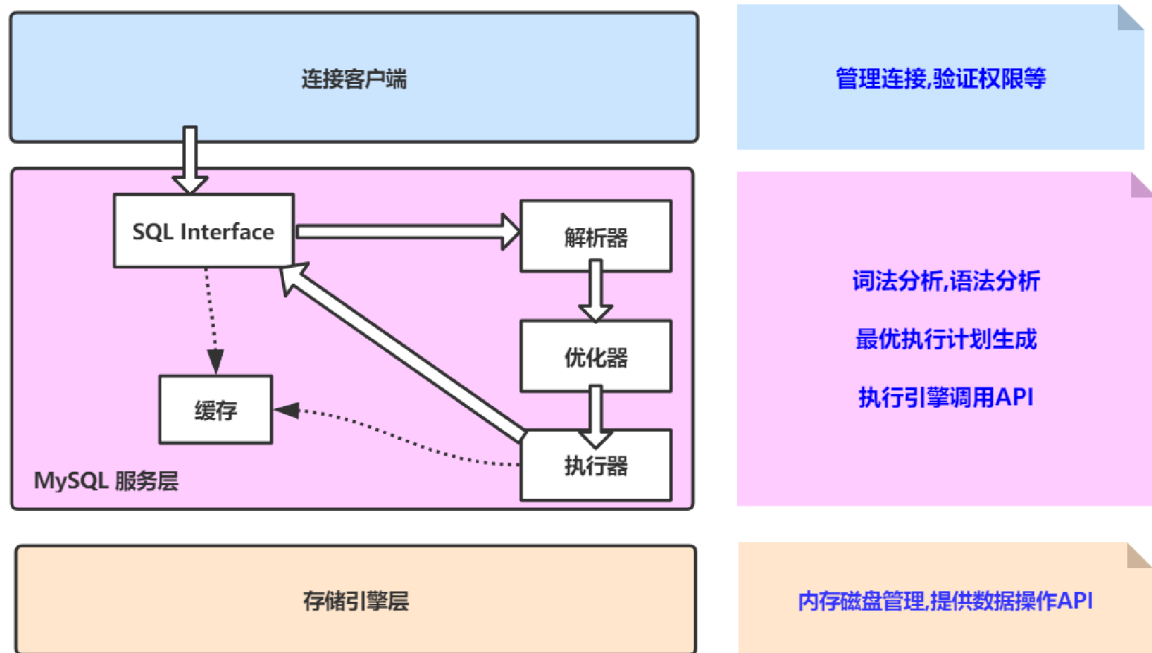 连接客户端
管理连接,验证权限等
SQL Interface
解析器
优化器
缓存
执行器
MySQL 服务层
词法分析,语法分析
最优执行计划生成
执行引擎调用API
存储引擎层
内存磁盘管理,提供数据操作API